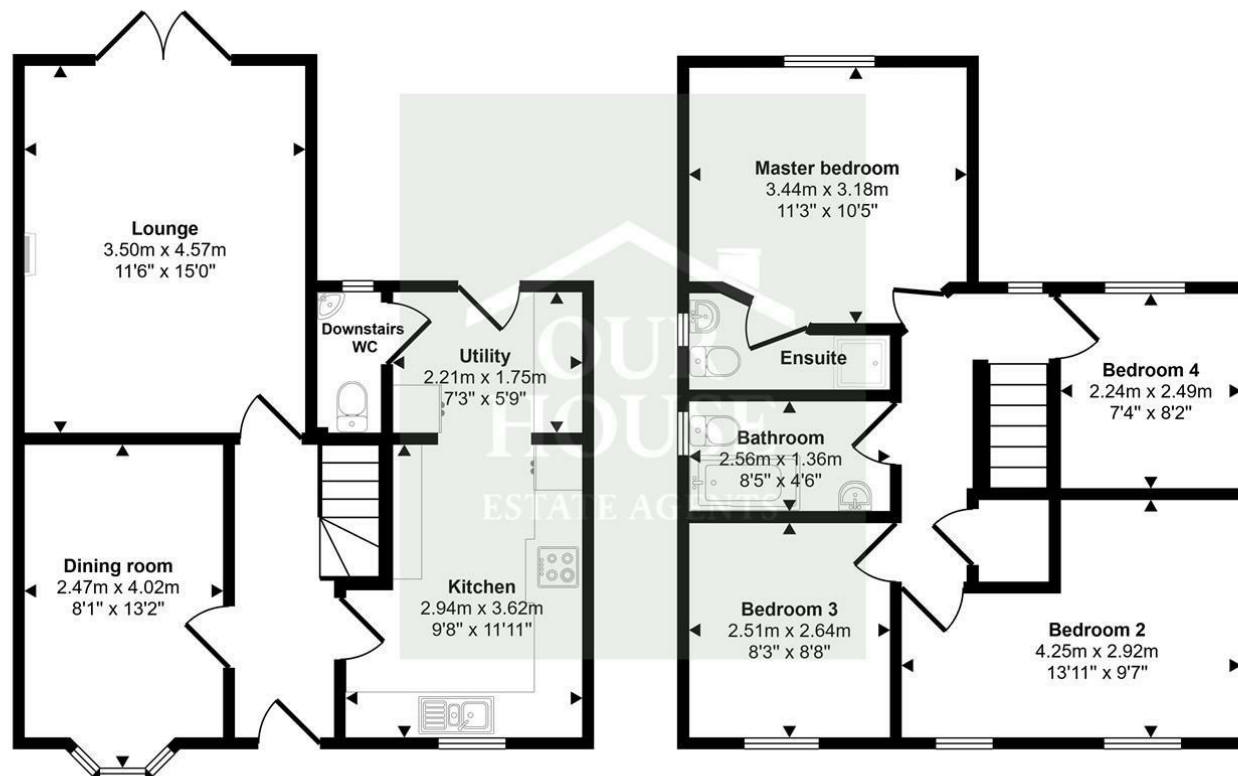 Lounge
3.50m x 4.57m
11'6" x 15'0"
Downstairs
WC
Utility
2.21m x 1.75m
7'3" x 5'9"
Dining room
2.47m x 4.02m
8'1" x 13'2"
Kitchen
2.94m x 3.62m
9'8" x 11'11"
Master bedroom
3.44m x 3.18m
11'3" x 10'5"
Ensuite
Bathroom
2.56m x 1.36m
8'5" x 4'6"
Bedroom 4
2.24m x 2.49m
7'4" x 8'2"
Bedroom 3
2.51m x 2.64m
8'3" x 8'8"
Bedroom 2
4.25m x 2.92m
13'11" x 9'7"
OUR
HOUSE
ESTATE AGENTS